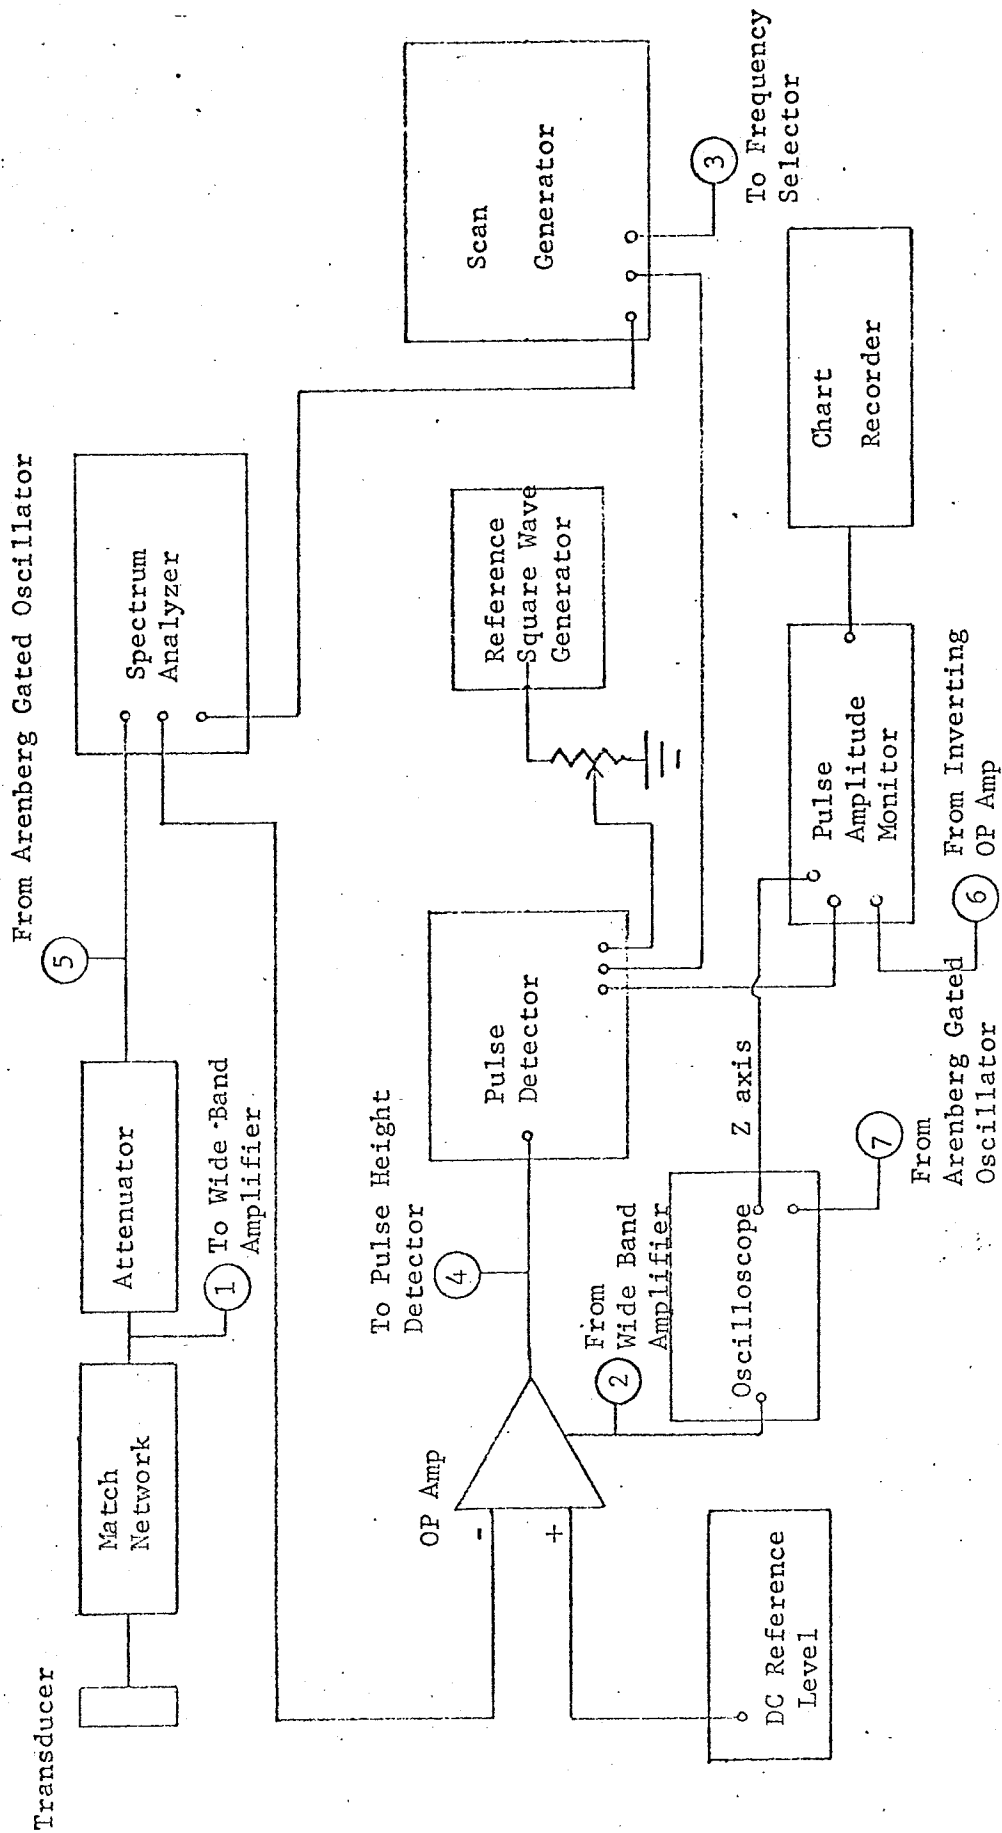 Transducer
Match
Network
Attenuator
1
To Wide Band
Amplifier
5
From Arenberg Gated Oscillator
Spectrum
Analyzer
Scan
Generator
3
To Frequency
Selector
OP Amp
-
+
To Pulse Height
Detector
4
Pulse
Detector
Reference
Square Wave
Generator
2
From
Wide Band
Amplifier
DC Reference
Level
Oscilloscope
Z axis
7
From
Arenberg Gated
Oscillator
Pulse
Amplitude
Monitor
6
From Inverting
OP Amp
Chart
Recorder